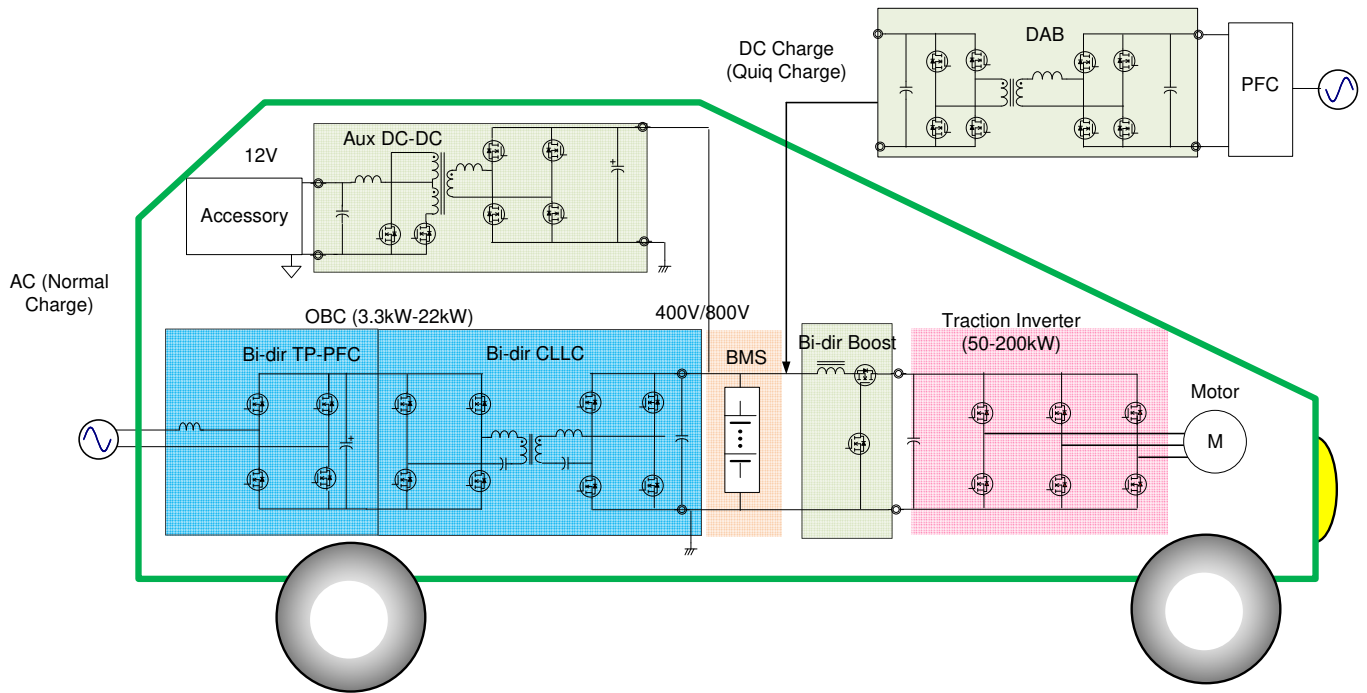 DAB
DC Charge
(Quiq Charge)
PFC
Aux DC-DC
12V
Accessory
AC (Normal
Charge)
OBC (3.3kW-22kW)
400V/800V
Bi-dir TP-PFC
Bi-dir CLLC
BMS
Bi-dir Boost
Traction Inverter
(50-200kW)
Motor
M
+
+